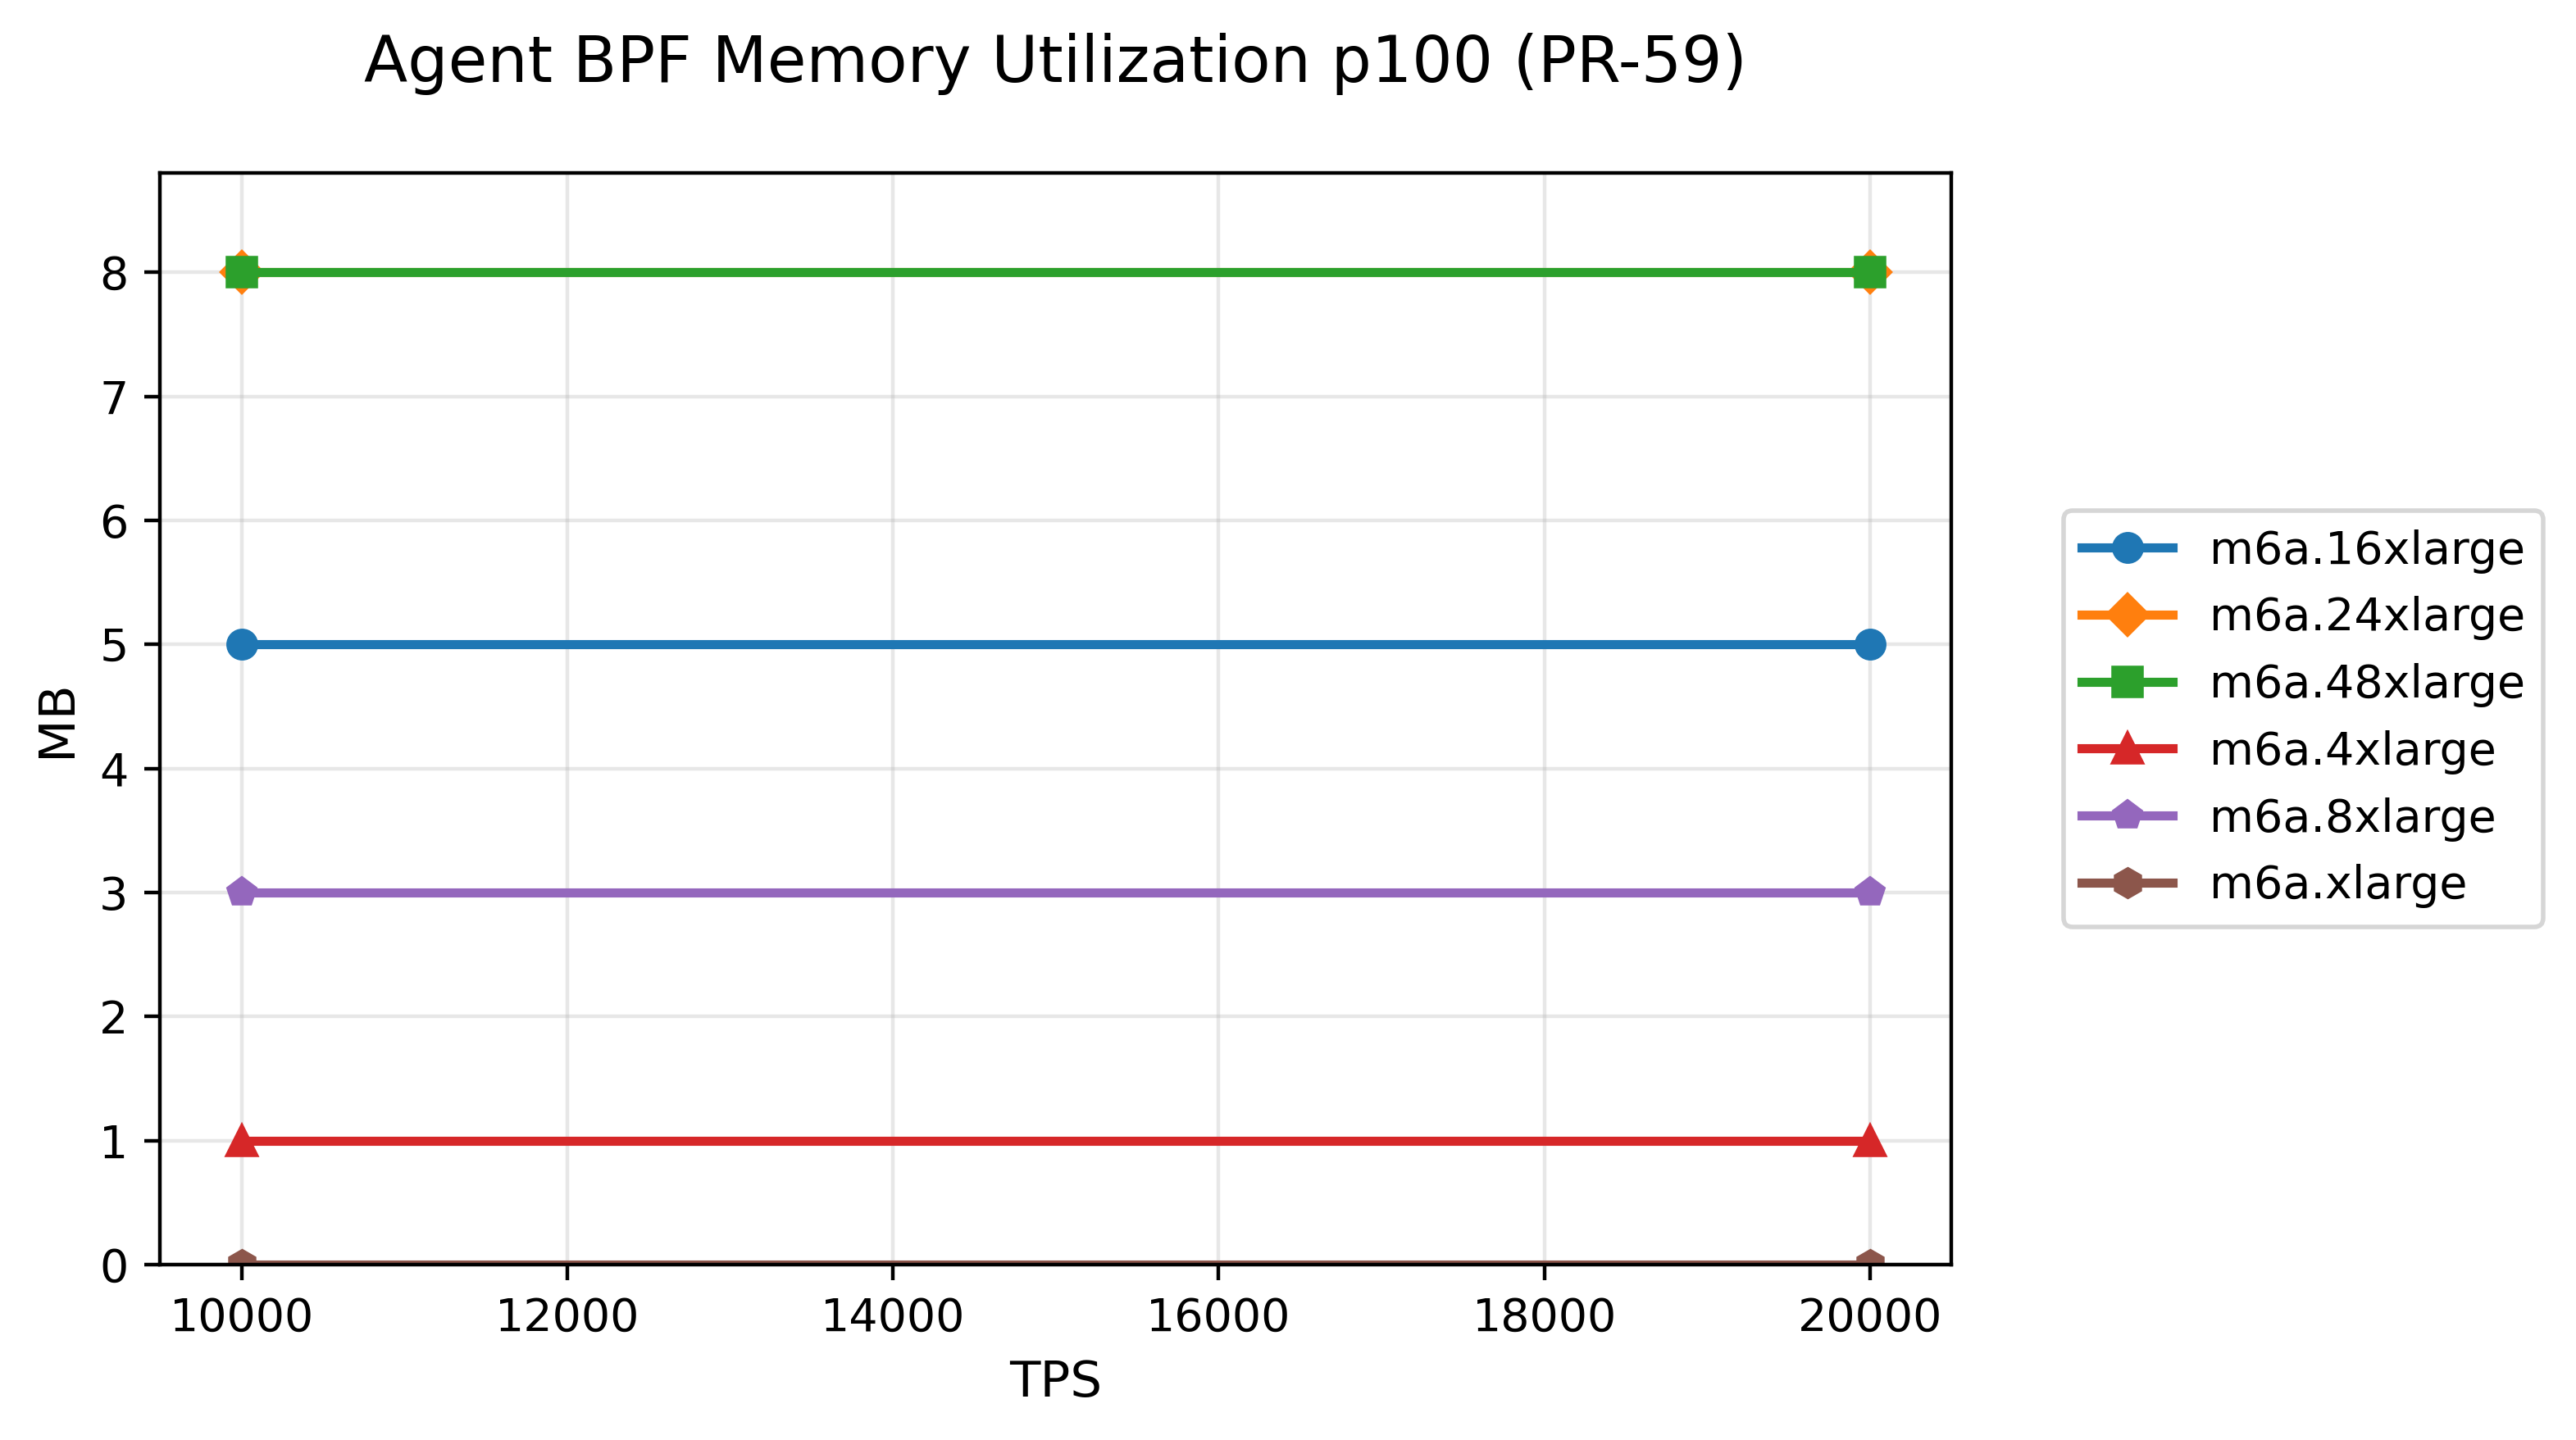 Agent BPF Memory Utilization p100 (PR-59)
8
7
6
5
4
3
2
1
0
MB
10000 12000 14000 16000 18000 20000
TPS
m6a.16xlarge
m6a.24xlarge
m6a.48xlarge
m6a.4xlarge
m6a.8xlarge
m6a.xlarge